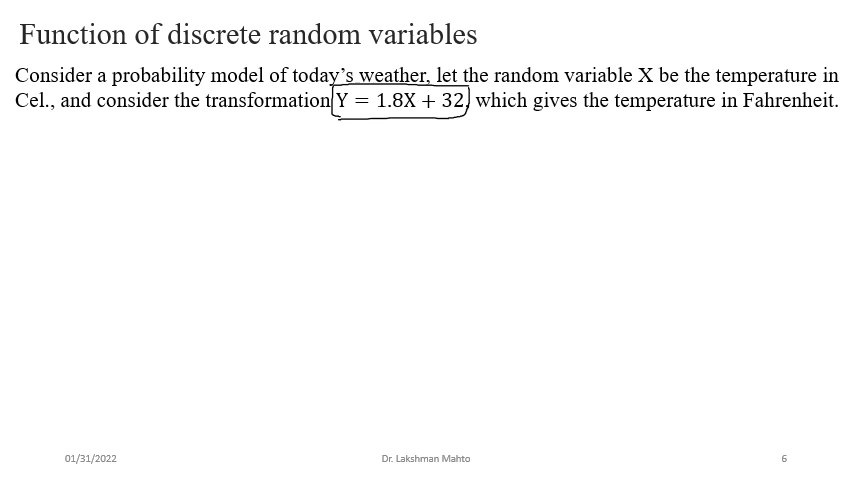 Function of discrete random variables
Consider a probability model of today’s weather, let the random variable X be the temperature in
Cel., and consider the transformation Y = 1.8X + 32, which gives the temperature in Fahrenheit.
01/31/2022
Dr. Lakshman Mahto
6